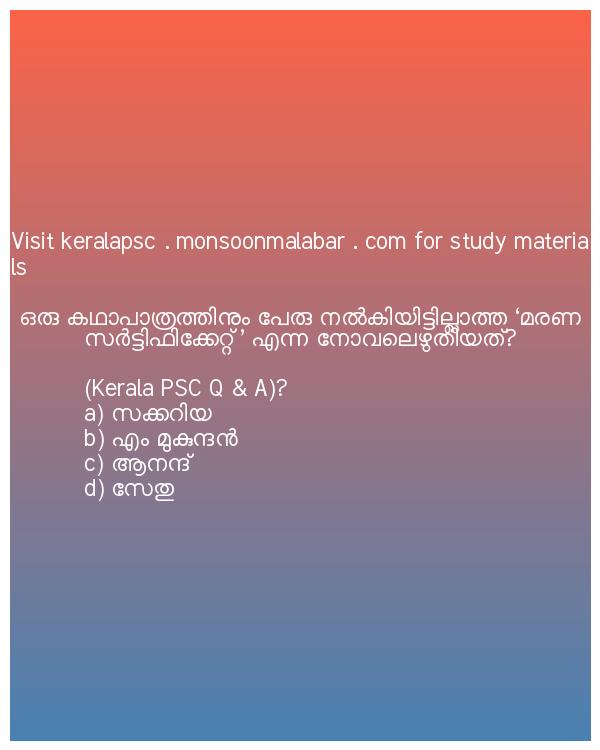 Visit keralapsc . monsoonmalabar . com for study materia
ls
ഒരു കഥാപാത്രത്തിനും പേരു നൽകിയിട്ടില്ലാത്ത ‘മരണ
സർട്ടിഫിക്കേറ്റ് ’ എന്ന നോവലെഴുതിയത്?
(Kerala PSC Q & A)?
a) സക്കറിയ
b) എം മുകുന്ദൻ
c) ആനന്ദ്
d) സേതു